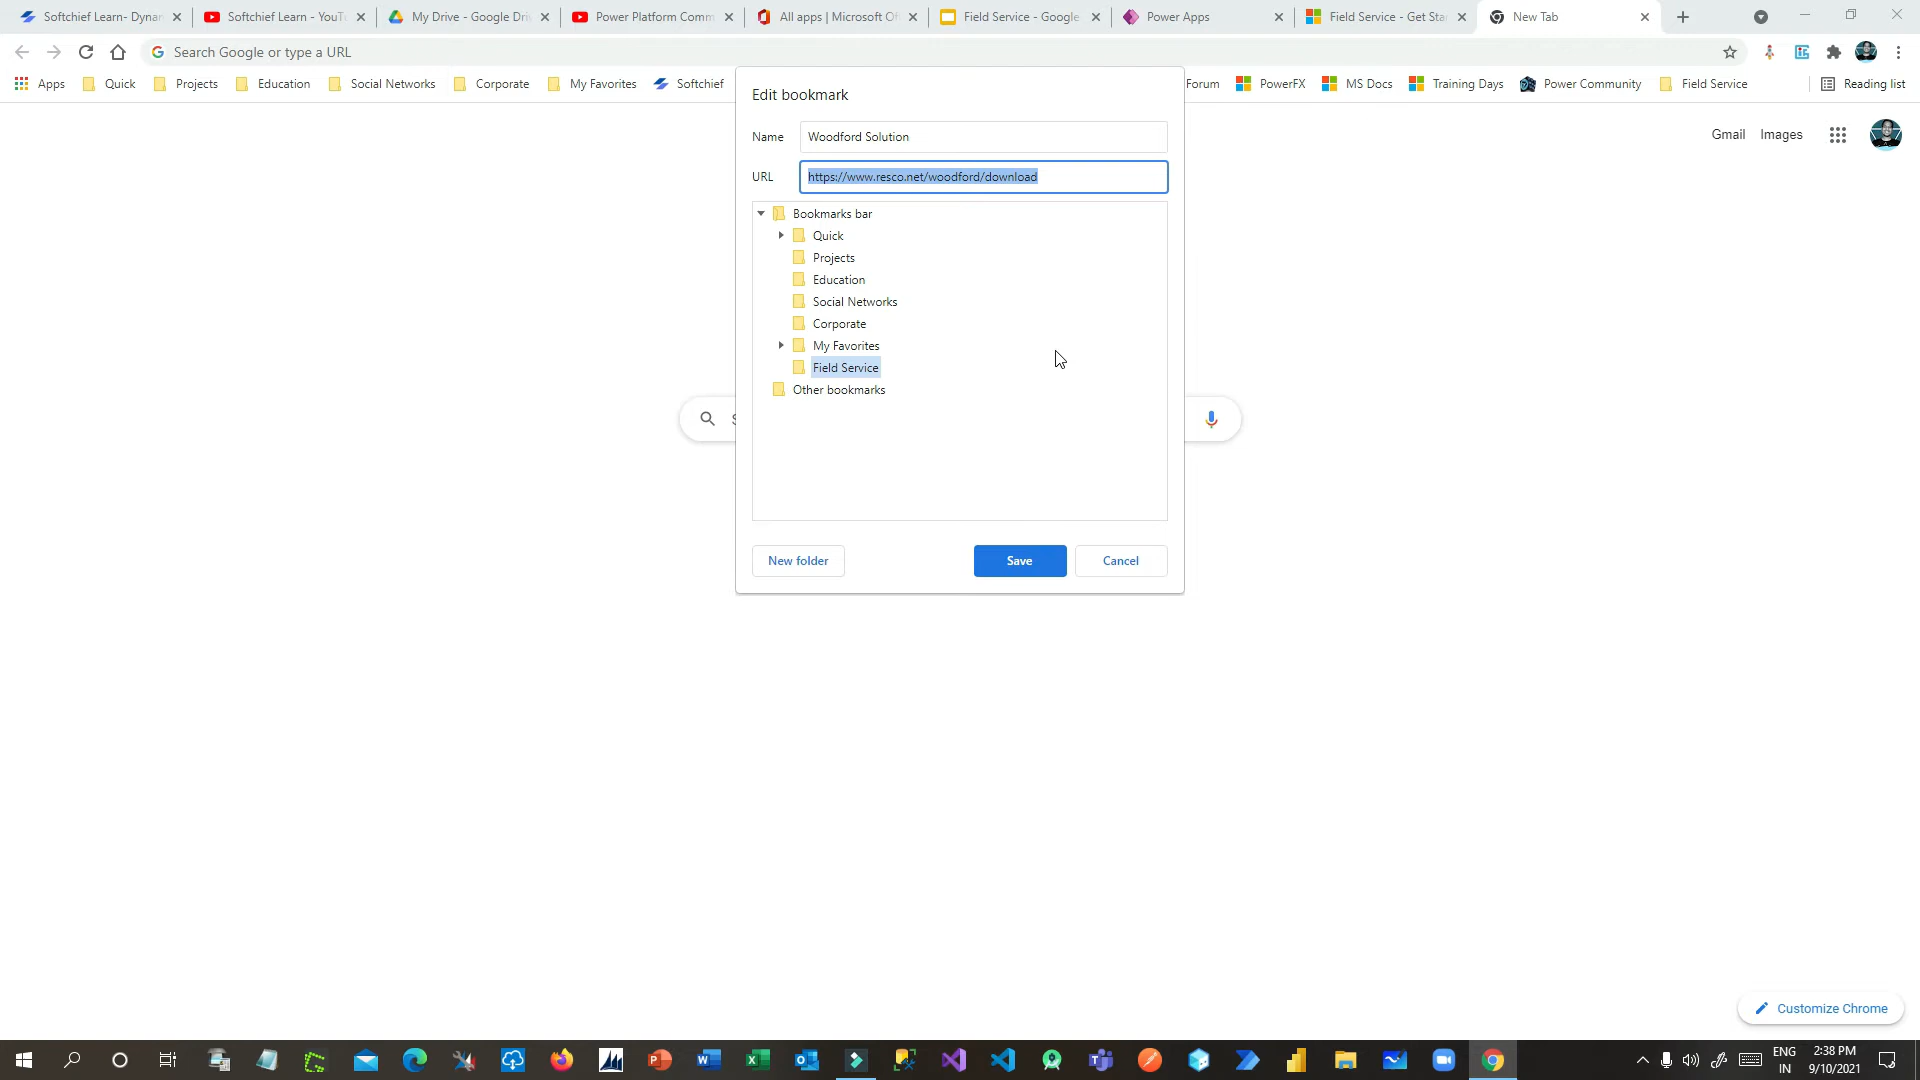 Softchief Learn- Dynan
Softchief Learn - YouTu
My Drive - Google Dri
Power Platform Comm
All apps | Microsoft Of
Field Service - Google
Power Apps
Field Service - Get Star
New Tab
Search Google or type a URL
Apps
Quick
Projects
Education
Social Networks
Corporate
My Favorites
Softchief
Forum
PowerFX
MS Docs
Training Days
Power Community
Field Service
Reading list
Gmail
Images
Edit bookmark
Name
Woodford Solution
URL
https://www.resco.net/woodford/download
Bookmarks bar
Quick
Projects
Education
Social Networks
Corporate
My Favorites
Field Service
Other bookmarks
New folder
Save
Cancel
Customize Chrome
ENG
IN
2:38 PM
9/10/2021